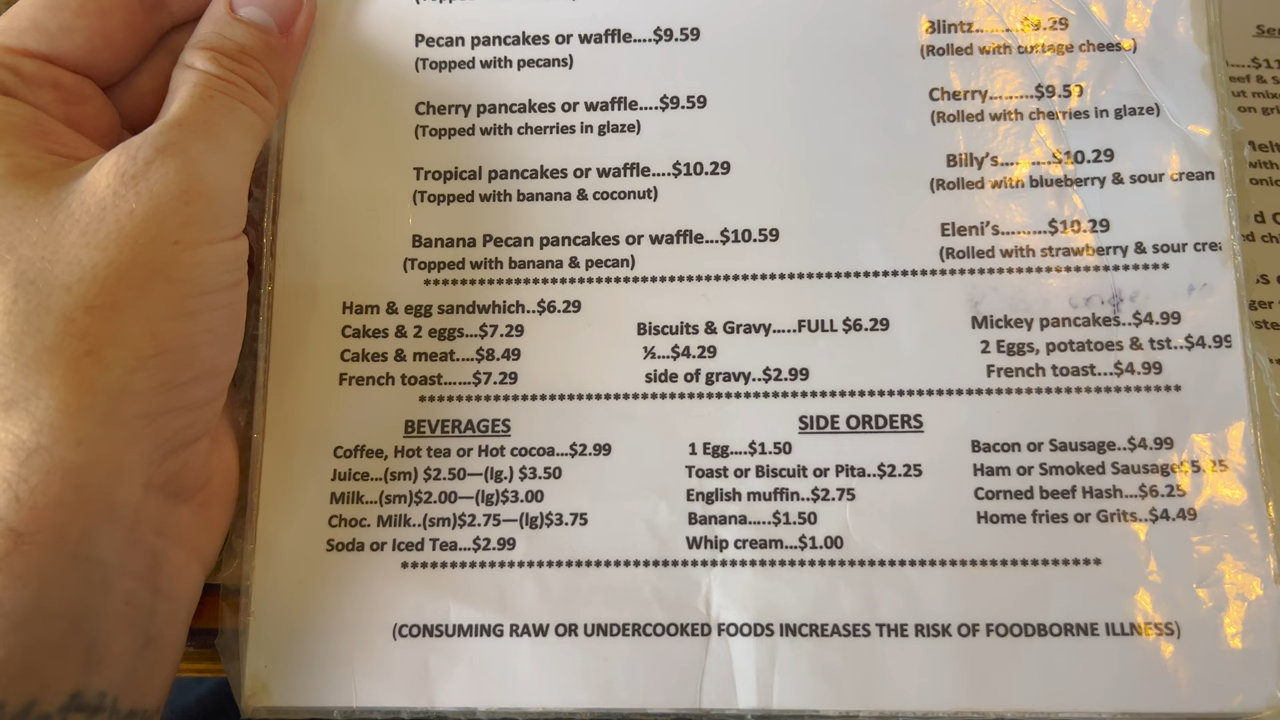 Pecan pancakes or waffle....$9.59
(Topped with pecans)
Cherry pancakes or waffle....$9.59
(Topped with cherries in glaze)
Tropical pancakes or waffle....$10.29
(Topped with banana & coconut)
Banana Pecan pancakes or waffle...$10.59
(Topped with banana & pecan)
Blintz.........$9.29
(Rolled with cottage cheese)
Cherry.........$9.59
(Rolled with cherries in glaze)
Billy's..........$10.29
(Rolled with blueberry & sour crean
Eleni's.........$10.29
(Rolled with strawberry & sour
Ham & egg sandwhich..$6.29
Cakes & 2 eggs...$7.29
Cakes & meat....$8.49
French toast......$7.29
Biscuits & Gravy.....FULL $6.29
½...$4.29
side of gravy..$2.99
Mickey pancakes..$4.99
2 Eggs, potatoes & tst..$4.99
French toast...$4.99
BEVERAGES
Coffee, Hot tea or Hot cocoa...$2.99
Juice...(sm) $2.50—(lg.) $3.50
Milk...(sm)$2.00—(lg)$3.00
Choc. Milk..(sm)$2.75—(lg)$3.75
Soda or Iced Tea...$2.99
SIDE ORDERS
1 Egg....$1.50
Toast or Biscuit or Pita..$2.25
English muffin..$2.75
Banana.....$1.50
Whip cream...$1.00
Bacon or Sausage..$4.99
Ham or Smoked Sausage$5.25
Corned beef Hash...$6.25
Home fries or Grits..$4.49
(CONSUMING RAW OR UNDERCOOKED FOODS INCREASES THE RISK OF FOODBORNE ILLNESS)